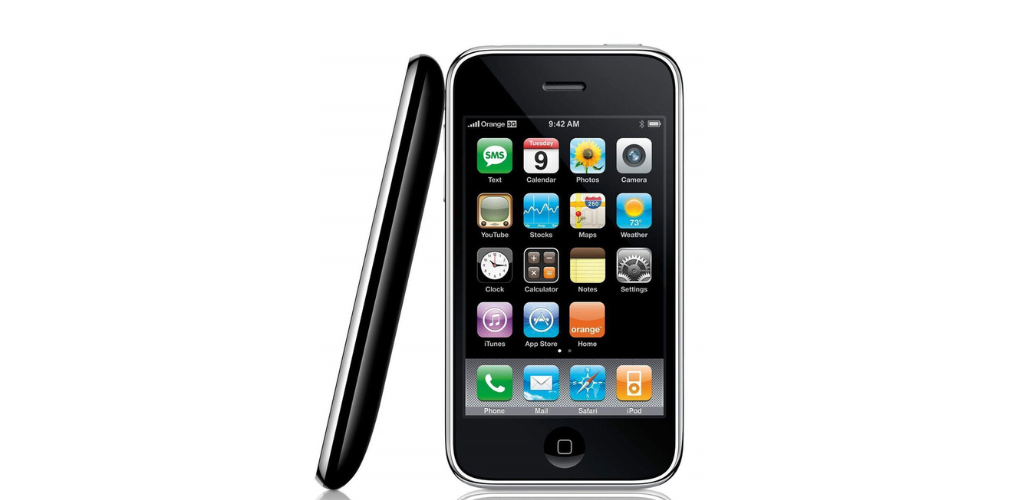 Orange 3G 9:42 AM
SMS Tuesday 9
Text Calendar Photos Camera
280 73°
YouTube Stocks Maps Weather
Clock Calculator Notes Settings
orange
iTunes App Store Home
Phone Mail Safari iPod